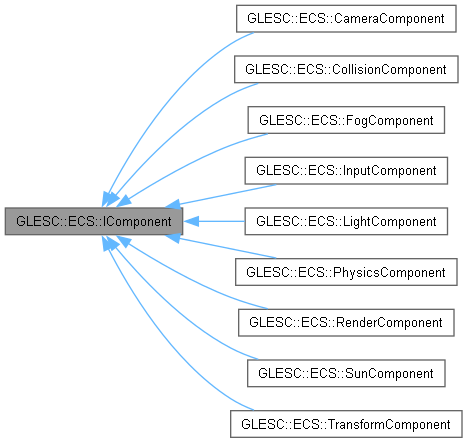 GLESC::ECS::CameraComponent
GLESC::ECS::CollisionComponent
GLESC::ECS::FogComponent
GLESC::ECS::InputComponent
GLESC::ECS::IComponent
GLESC::ECS::LightComponent
GLESC::ECS::PhysicsComponent
GLESC::ECS::RenderComponent
GLESC::ECS::SunComponent
GLESC::ECS::TransformComponent